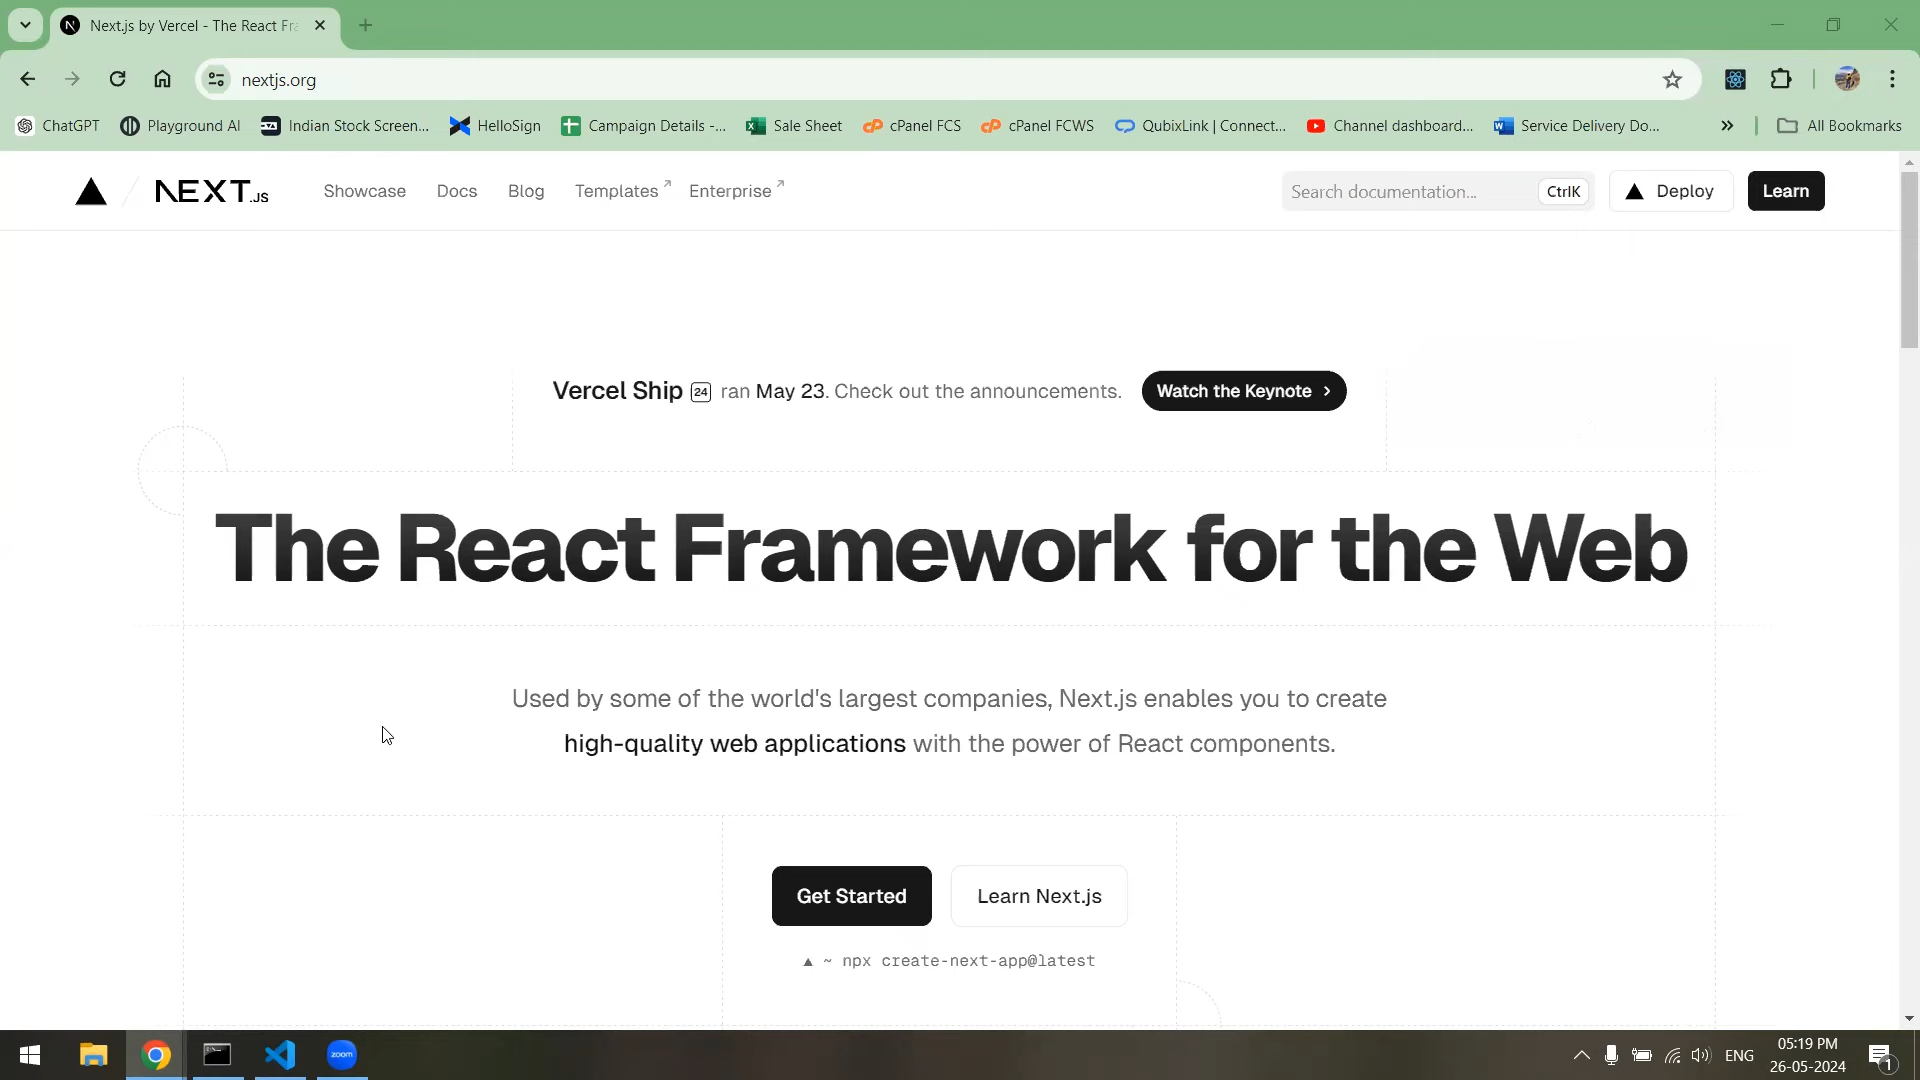 Next.js by Vercel - The React Fra
nextjs.org
ChatGPT
Playground AI
Indian Stock Screen...
HelloSign
Campaign Details -...
Sale Sheet
cPanel FCS
cPanel FCWS
QubixLink | Connect...
Channel dashboard...
Service Delivery Do...
All Bookmarks
NEXT.JS
Showcase
Docs
Blog
Templates
Enterprise
Search documentation...
CtrlK
Deploy
Learn
Vercel Ship 24 ran May 23. Check out the announcements.
Watch the Keynote
The React Framework for the Web
Used by some of the world's largest companies, Next.js enables you to create
high-quality web applications with the power of React components.
Get Started
Learn Next.js
▲ ~ npx create-next-app@latest
zoom
ENG
05:19 PM
26-05-2024
1